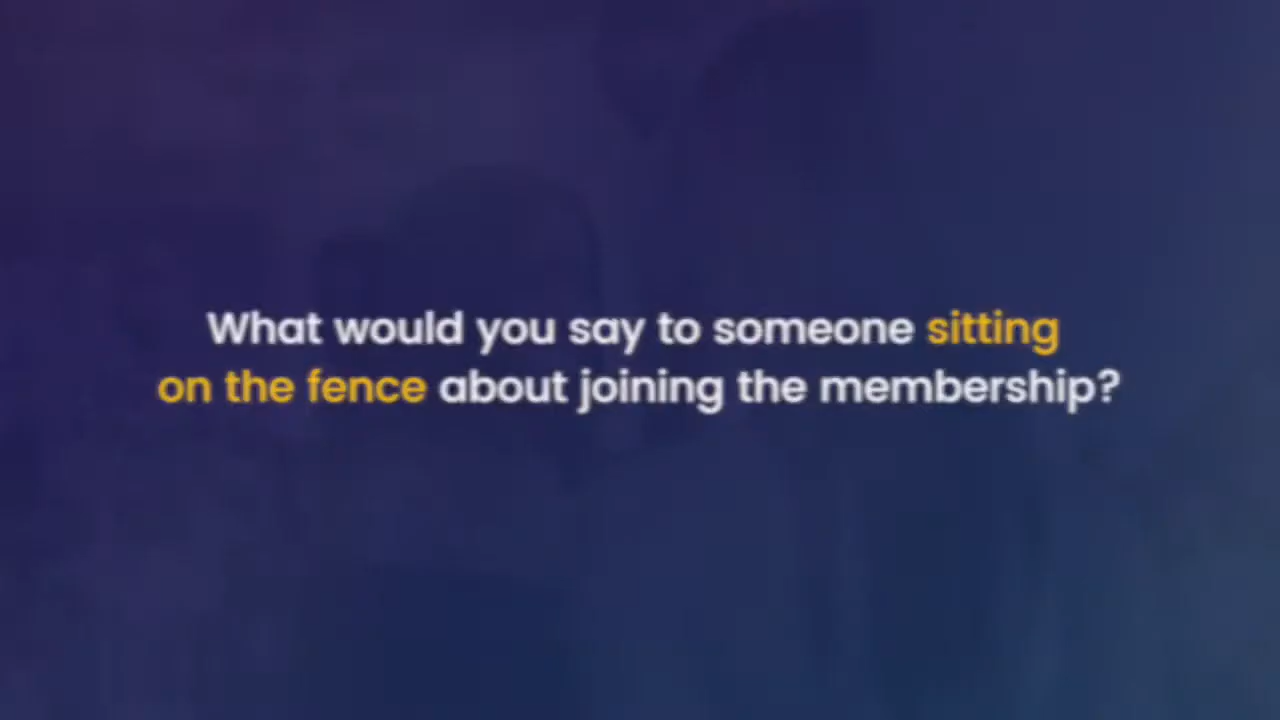 What would you say to someone sitting
on the fence about joining the membership?